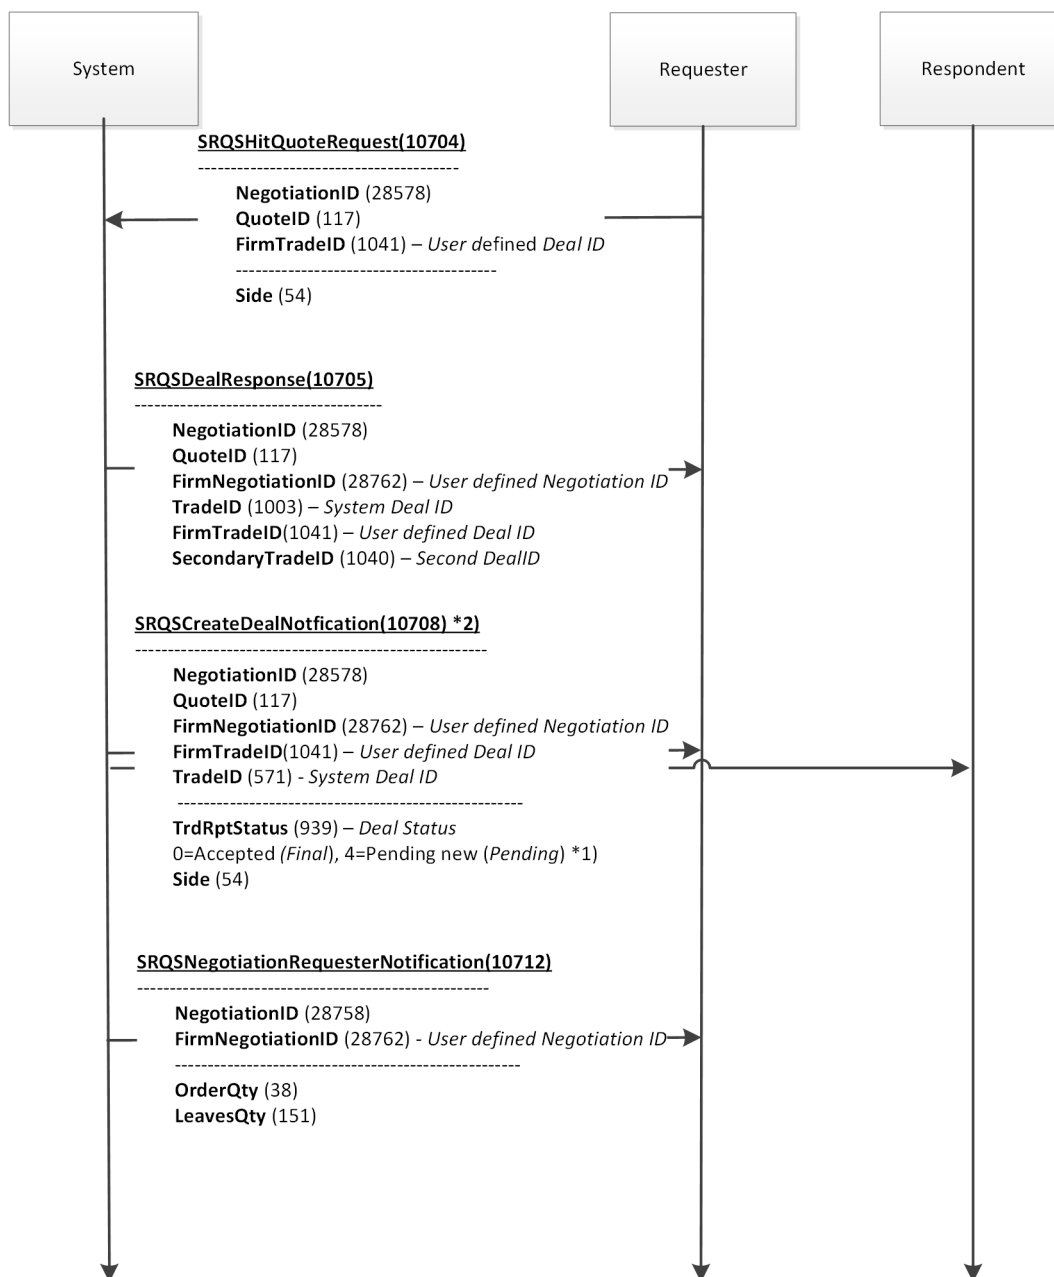 System
Requester
Respondent
SRQSHitQuoteRequest(10704)
----------------------------------------
NegotiationID (28578)
QuoteID (117)
FirmTradeID (1041) – User defined Deal ID
----------------------------------------
Side (54)
SRQSDealResponse(10705)
--------------------------------------
NegotiationID (28578)
QuoteID (117)
FirmNegotiationID (28762) – User defined Negotiation ID
TradeID (1003) – System Deal ID
FirmTradeID(1041) – User defined Deal ID
SecondaryTradeID (1040) – Second DealID
SRQSCreateDealNotfication(10708) *2)
------------------------------------------------------
NegotiationID (28578)
QuoteID (117)
FirmNegotiationID (28762) – User defined Negotiation ID
FirmTradeID(1041) – User defined Deal ID
TradeID (571) - System Deal ID
-----------------------------------------------------
TrdRptStatus (939) – Deal Status
0=Accepted (Final), 4=Pending new (Pending) *1)
Side (54)
SRQSNegotiationRequesterNotification(10712)
------------------------------------------------------
NegotiationID (28758)
FirmNegotiationID (28762) - User defined Negotiation ID
-----------------------------------------------------
OrderQty (38)
LeavesQty (151)